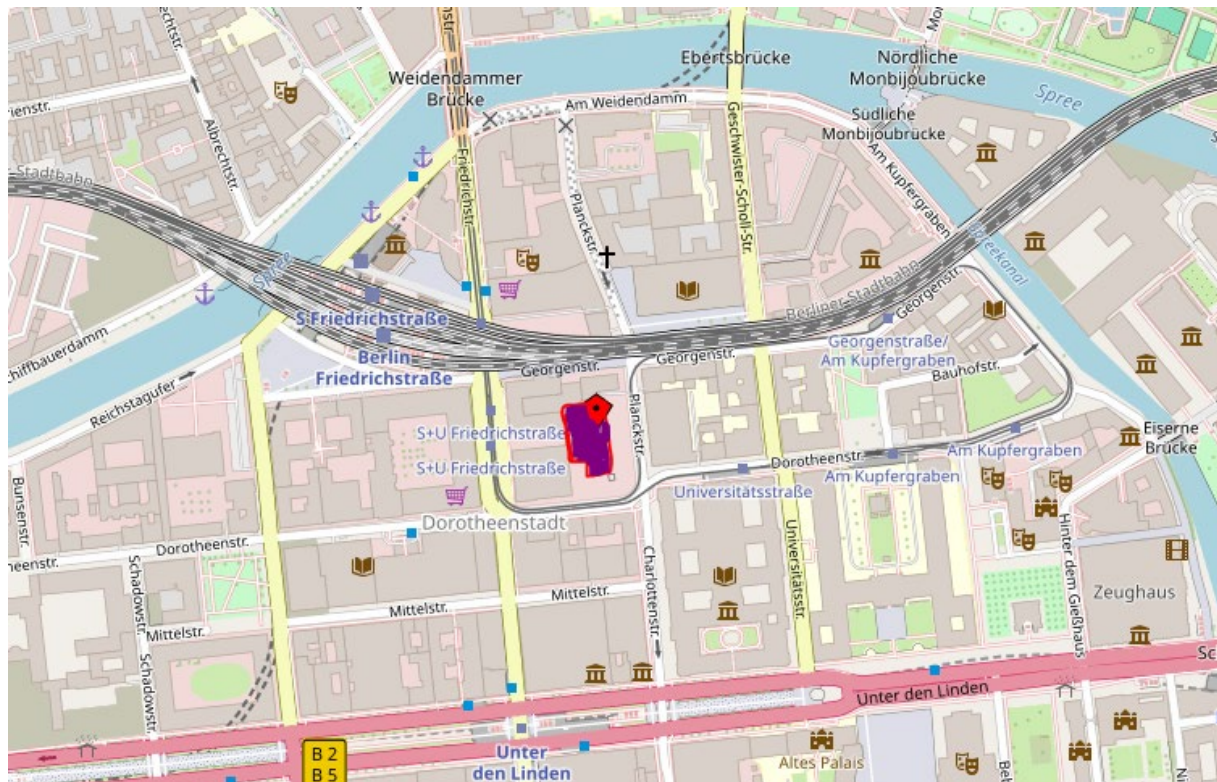 Weidendammer
Brücke
Ebertsbrücke
Nördliche
Monbijoubrücke
Südliche
Monbijoubrücke
Spree
Am Weidendamm
Albrechtstr.
Friedrichstr.
Geschwister-Scholl-Str.
Am Kupfergraben
Stadtbahn
Planckstr.
Spree
Spreekanal
S Friedrichstraße
Berlin
Friedrichstraße
Berliner Stadtbahn
Georgenstr.
Georgenstraße/
Am Kupfergraben
Georgenstr.
Georgenstr.
Bauhofstr.
Schiffbauerdamm
Reichstagufer
Planckstr.
S+U Friedrichstraße
S+U Friedrichstraße
Dorotheenstr.
Am Kupfergraben
Am Kupfergraben
Eiserne
Brücke
Universitätsstraße
Bunsenstr.
Dorotheenstadt
Dorotheenstr.
Hinter dem Gießhaus
Universitätsstr.
Charlottenstr.
Schadowstr.
Schadowstr.
Mittelstr.
Mittelstr.
Zeughaus
Unter den Linden
Unter
den Linden
B 2
B 5
Altes Palais